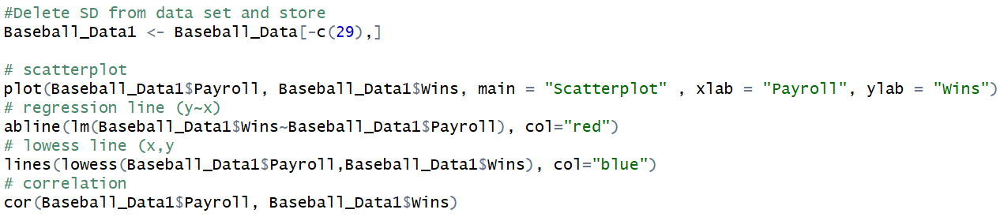 #Delete SD from data set and store
Baseball_Data1 <- Baseball_Data[-c(29),]
# scatterplot
plot(Baseball_Data1$Payroll, Baseball_Data1$Wins, main = "Scatterplot" , xlab = "Payroll", ylab = "Wins")
# regression line (y~x)
abline(lm(Baseball_Data1$Wins~Baseball_Data1$Payroll), col="red")
# lowess line (x,y
lines(lowess(Baseball_Data1$Payroll,Baseball_Data1$Wins), col="blue")
# correlation
cor(Baseball_Data1$Payroll, Baseball_Data1$Wins)